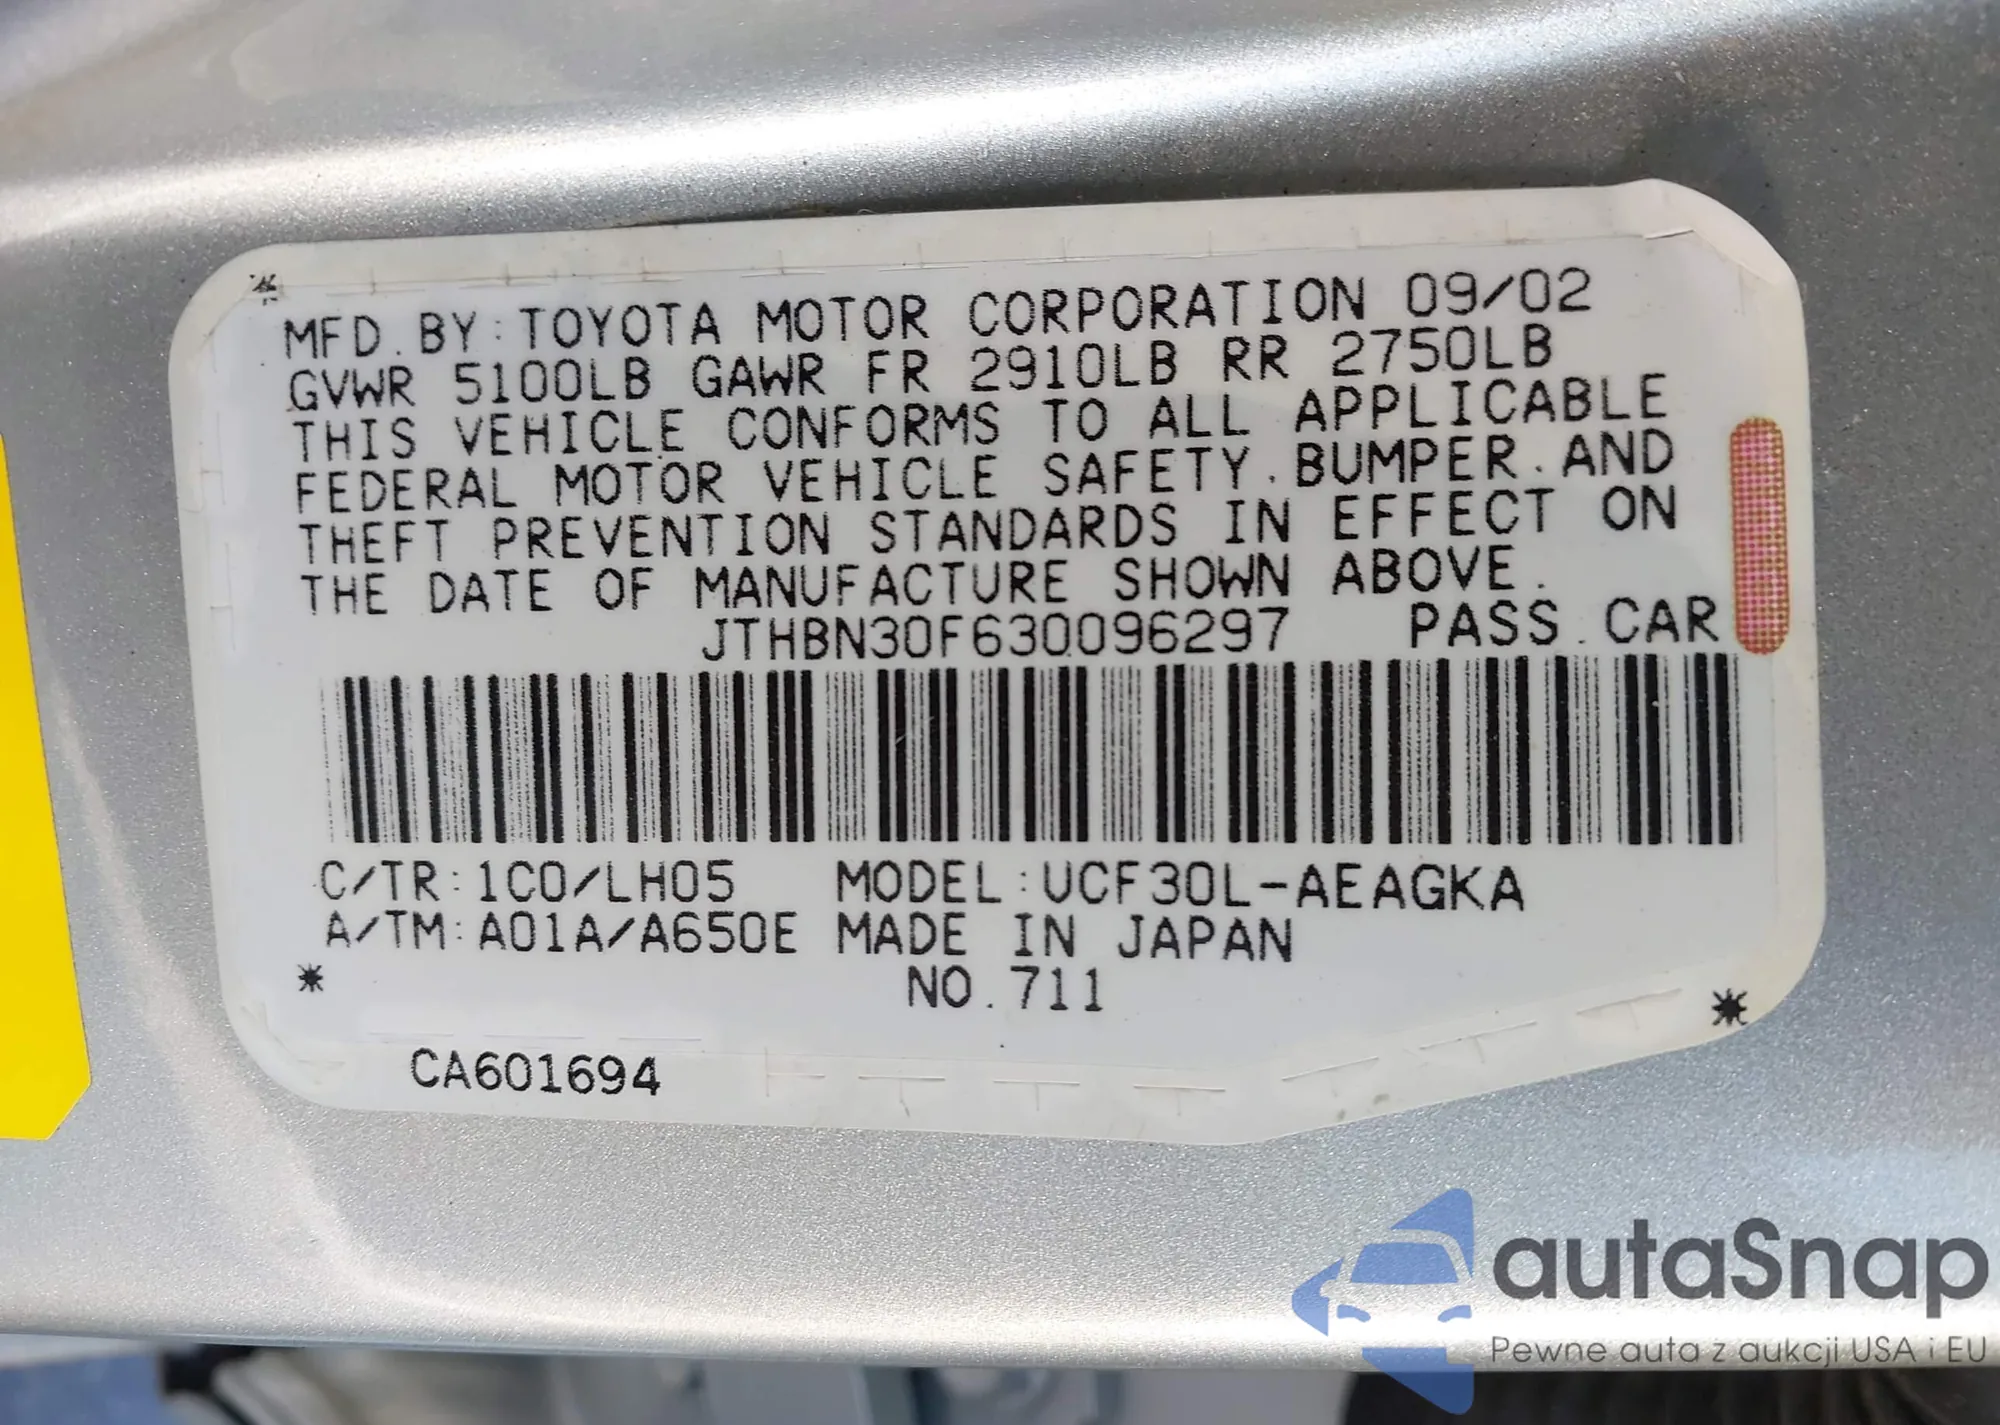 MFD. BY: TOYOTA MOTOR CORPORATION 09/02
GVWR 5100LB GAWR FR 2910LB RR 2750LB
THIS VEHICLE CONFORMS TO ALL APPLICABLE
FEDERAL MOTOR VEHICLE SAFETY. BUMPER. AND
THEFT PREVENTION STANDARDS IN EFFECT ON
THE DATE OF MANUFACTURE SHOWN ABOVE.
JTHBN30F630096297 PASS. CAR
C/TR: 1C0/LH05 MODEL: UCF30L-AEAGKA
A/TM: A01A/A650E MADE IN JAPAN
NO. 711
CA601694
autaSnap
Pewne auta z aukcji USA i EU